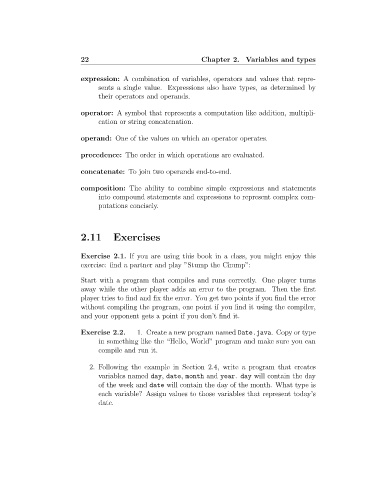 22 Chapter 2. Variables and types
expression: A combination of variables, operators and values that repre-
sents a single value. Expressions also have types, as determined by
their operators and operands.
operator: A symbol that represents a computation like addition, multipli-
cation or string concatenation.
operand: One of the values on which an operator operates.
precedence: The order in which operations are evaluated.
concatenate: To join two operands end-to-end.
composition: The ability to combine simple expressions and statements
into compound statements and expressions to represent complex com-
putations concisely.
2.11 Exercises
Exercise 2.1. If you are using this book in a class, you might enjoy this
exercise: find a partner and play "Stump the Chump":
Start with a program that compiles and runs correctly. One player turns
away while the other player adds an error to the program. Then the first
player tries to find and fix the error. You get two points if you find the error
without compiling the program, one point if you find it using the compiler,
and your opponent gets a point if you don't find it.
Exercise 2.2. 1. Create a new program named Date.java. Copy or type
in something like the "Hello, World" program and make sure you can
compile and run it.
2. Following the example in Section 2.4, write a program that creates
variables named day, date, month and year. day will contain the day
of the week and date will contain the day of the month. What type is
each variable? Assign values to those variables that represent today's
date.